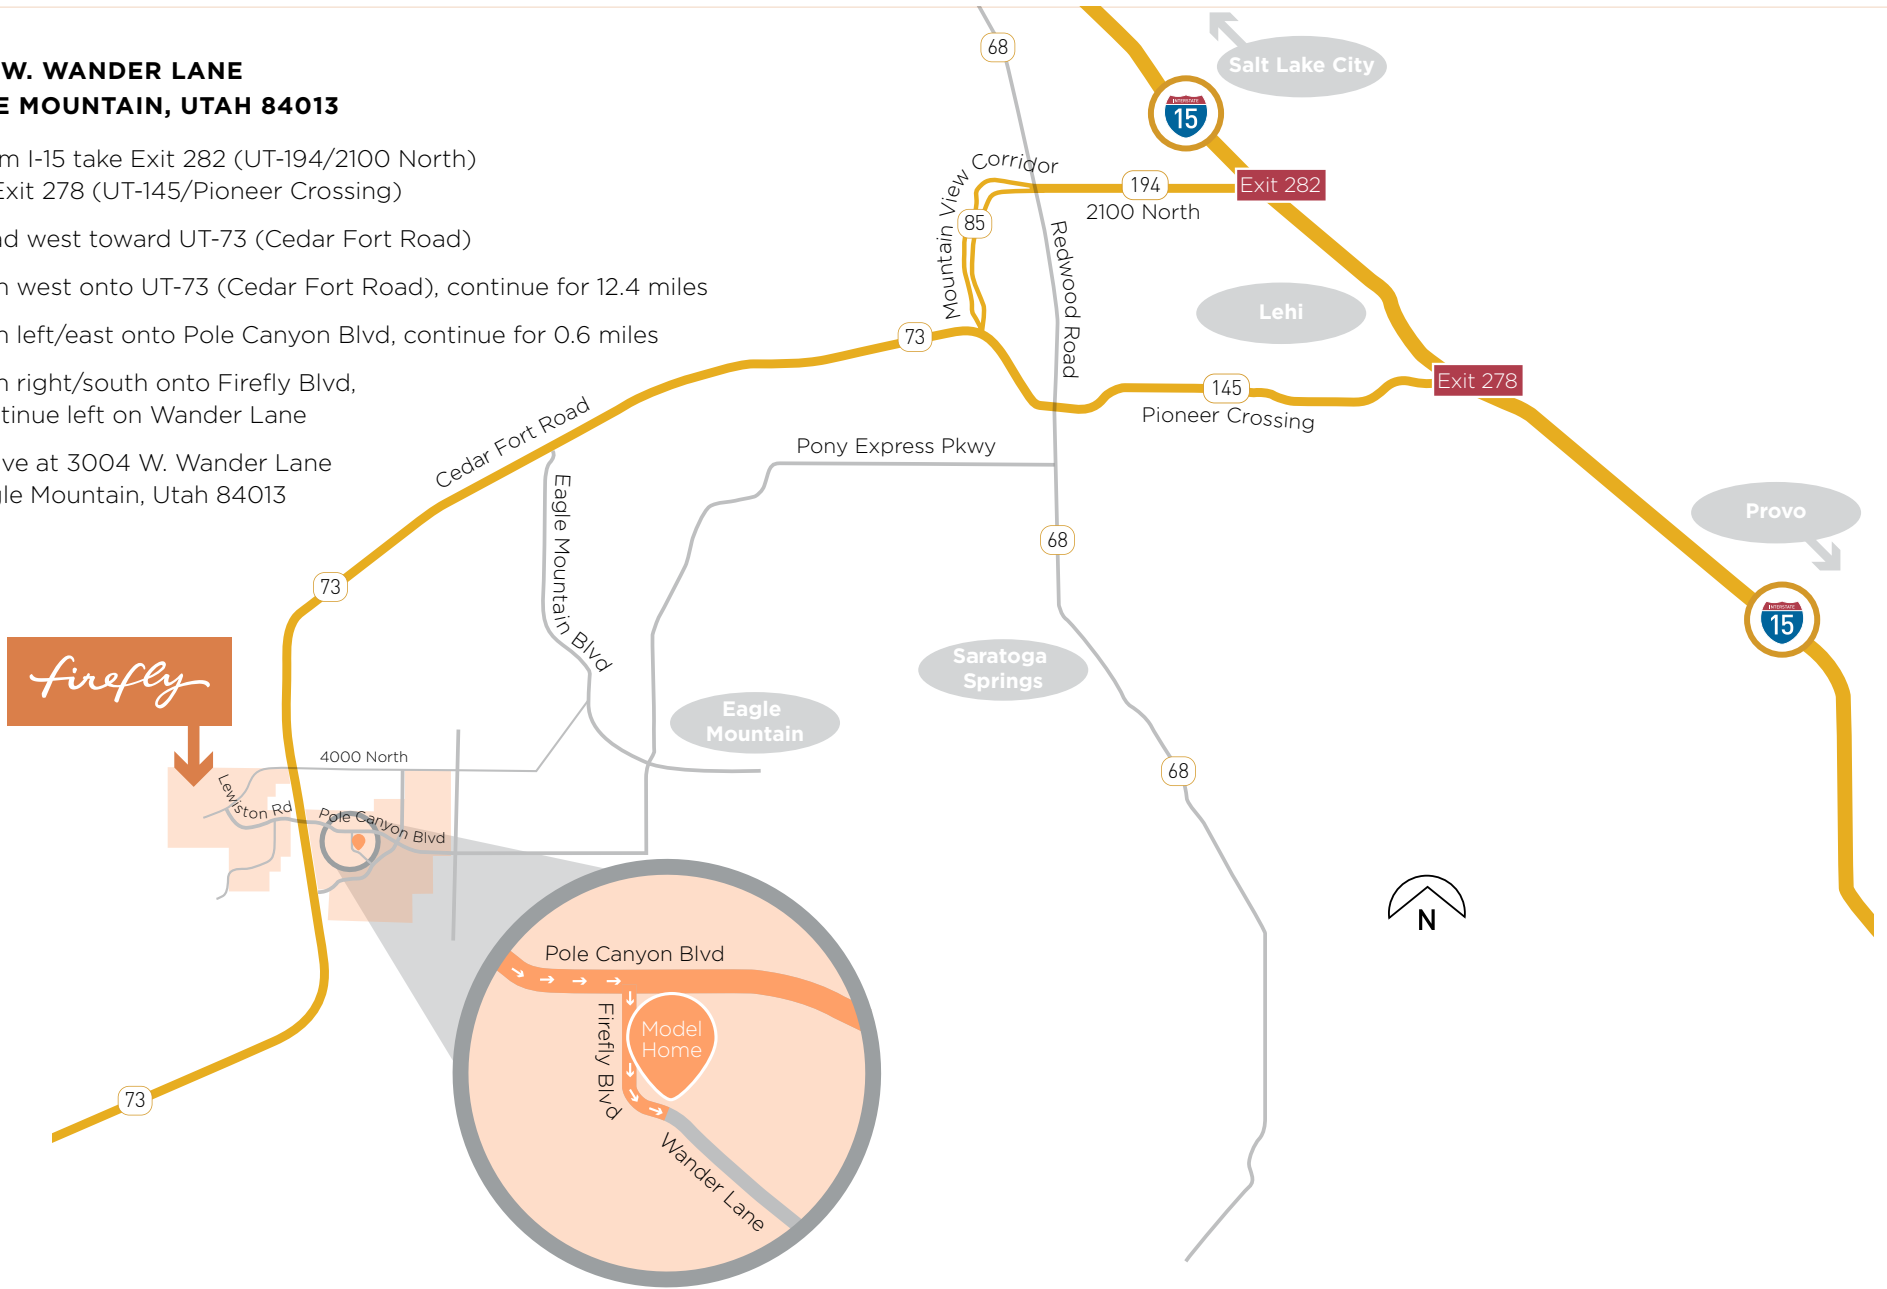 W. WANDER LANE
E MOUNTAIN, UTAH 84013
m I-15 take Exit 282 (UT-194/2100 North)
Exit 278 (UT-145/Pioneer Crossing)
d west toward UT-73 (Cedar Fort Road)
n west onto UT-73 (Cedar Fort Road), continue for 12.4 miles
n left/east onto Pole Canyon Blvd, continue for 0.6 miles
n right/south onto Firefly Blvd,
tinue left on Wander Lane
ve at 3004 W. Wander Lane
gle Mountain, Utah 84013
68
Salt Lake City
INTERSTATE
15
Mountain View Corridor
194
Exit 282
2100 North
85
Redwood Road
Lehi
73
Exit 278
145
Pioneer Crossing
Cedar Fort Road
Pony Express Pkwy
Eagle Mountain Blvd
Provo
68
73
INTERSTATE
15
firefly
Saratoga
Springs
Eagle
Mountain
4000 North
68
Lewiston Rd
Pole Canyon Blvd
N
Pole Canyon Blvd
Firefly Blvd
Model
Home
73
Wander Lane